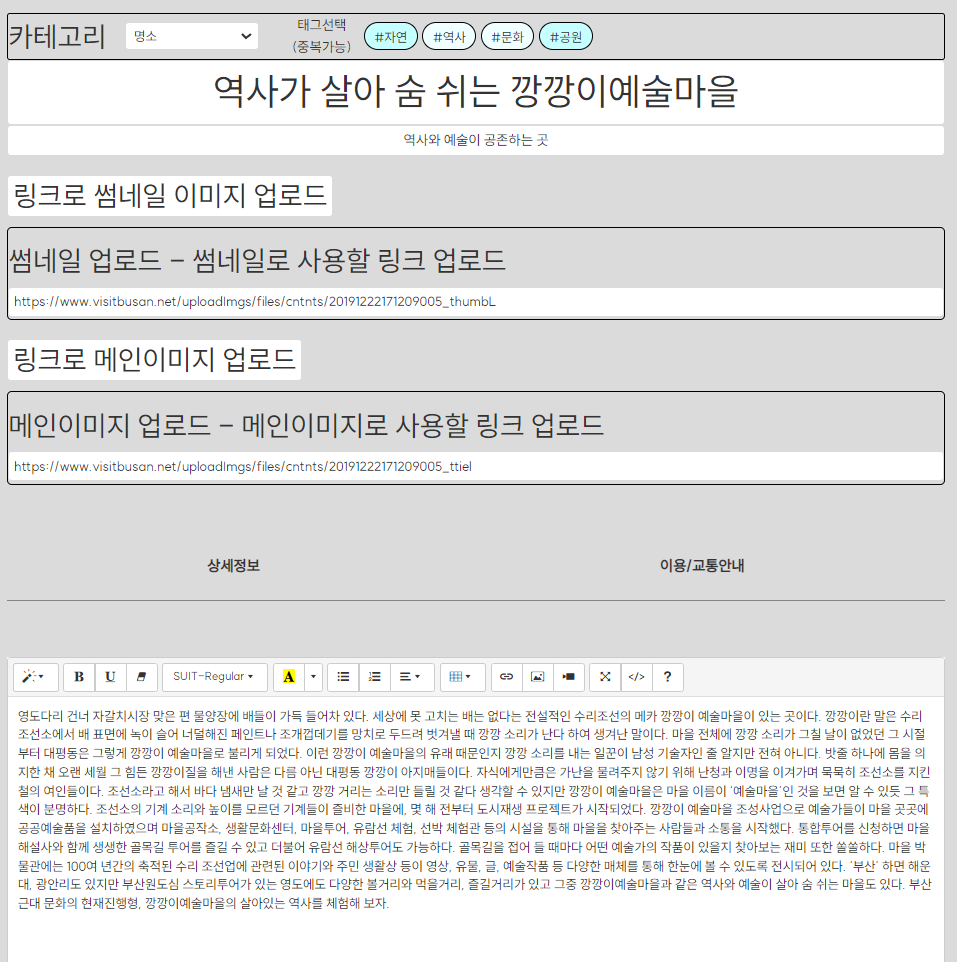 카테고리 명소 태그선택 (중복가능) #자연 #역사 #문화 #공원
역사가 살아 숨 쉬는 깡깡이예술마을
역사와 예술이 공존하는 곳
링크로 썸네일 이미지 업로드
썸네일 업로드 - 썸네일로 사용할 링크 업로드
https://www.visitbusan.net/uploadImgs/files/cntnts/20191222171209005_thumbL
링크로 메인이미지 업로드
메인이미지 업로드 - 메인이미지로 사용할 링크 업로드
https://www.visitbusan.net/uploadImgs/files/cntnts/20191222171209005_ttiel
상세정보 이용/교통안내
B U SUIT-Regular A </> ?
영도다리 건너 자갈치시장 맞은 편 물양장에 배들이 가득 들어차 있다. 세상에 못 고치는 배는 없다는 전설적인 수리조선의 메카 깡깡이 예술마을이 있는 곳이다. 깡깡이란 말은 수리
조선소에서 배 표면에 녹이 슬어 너덜해진 페인트나 조개껍데기를 망치로 두드려 벗겨낼 때 깡깡 소리가 난다 하여 생겨난 말이다. 마을 전체에 깡깡 소리가 그칠 날이 없었던 그 시절
부터 대평동은 그렇게 깡깡이 예술마을로 불리게 되었다. 이런 깡깡이 예술마을의 유래 때문인지 깡깡 소리를 내는 일꾼이 남성 기술자인 줄 알지만 전혀 아니다. 밧줄 하나에 몸을 의
지한 채 오랜 세월 그 힘든 깡깡이질을 해낸 사람은 다름 아닌 대평동 깡깡이 아지매들이다. 자식에게만큼은 가난을 물려주지 않기 위해 난청과 이명을 이겨가며 묵묵히 조선소를 지킨
철의 여인들이다. 조선소라고 해서 바다 냄새만 날 것 같고 깡깡 거리는 소리만 들릴 것 같다 생각할 수 있지만 깡깡이 예술마을은 마을 이름이 '예술마을'인 것을 보면 알 수 있듯 그 특
색이 분명하다. 조선소의 기계 소리와 높이를 모르던 기계들이 즐비한 마을에, 몇 해 전부터 도시재생 프로젝트가 시작되었다. 깡깡이 예술마을 조성사업으로 예술가들이 마을 곳곳에
공공예술품을 설치하였으며 마을공작소, 생활문화센터, 마을투어, 유람선 체험, 선박 체험관 등의 시설을 통해 마을을 찾아주는 사람들과 소통을 시작했다. 통합투어를 신청하면 마을
해설사와 함께 생생한 골목길 투어를 즐길 수 있고 더불어 유람선 해상투어도 가능하다. 골목길을 접어 들 때마다 어떤 예술가의 작품이 있을지 찾아보는 재미 또한 쏠쏠하다. 마을 박
물관에는 100여 년간의 축적된 수리 조선업에 관련된 이야기와 주민 생활상 등이 영상, 유물, 글, 예술작품 등 다양한 매체를 통해 한눈에 볼 수 있도록 전시되어 있다. '부산' 하면 해운
대, 광안리도 있지만 부산원도심 스토리투어가 있는 영도에도 다양한 볼거리와 먹을거리, 즐길거리가 있고 그중 깡깡이예술마을과 같은 역사와 예술이 살아 숨 쉬는 마을도 있다. 부산
근대 문화의 현재진행형, 깡깡이예술마을의 살아있는 역사를 체험해 보자.